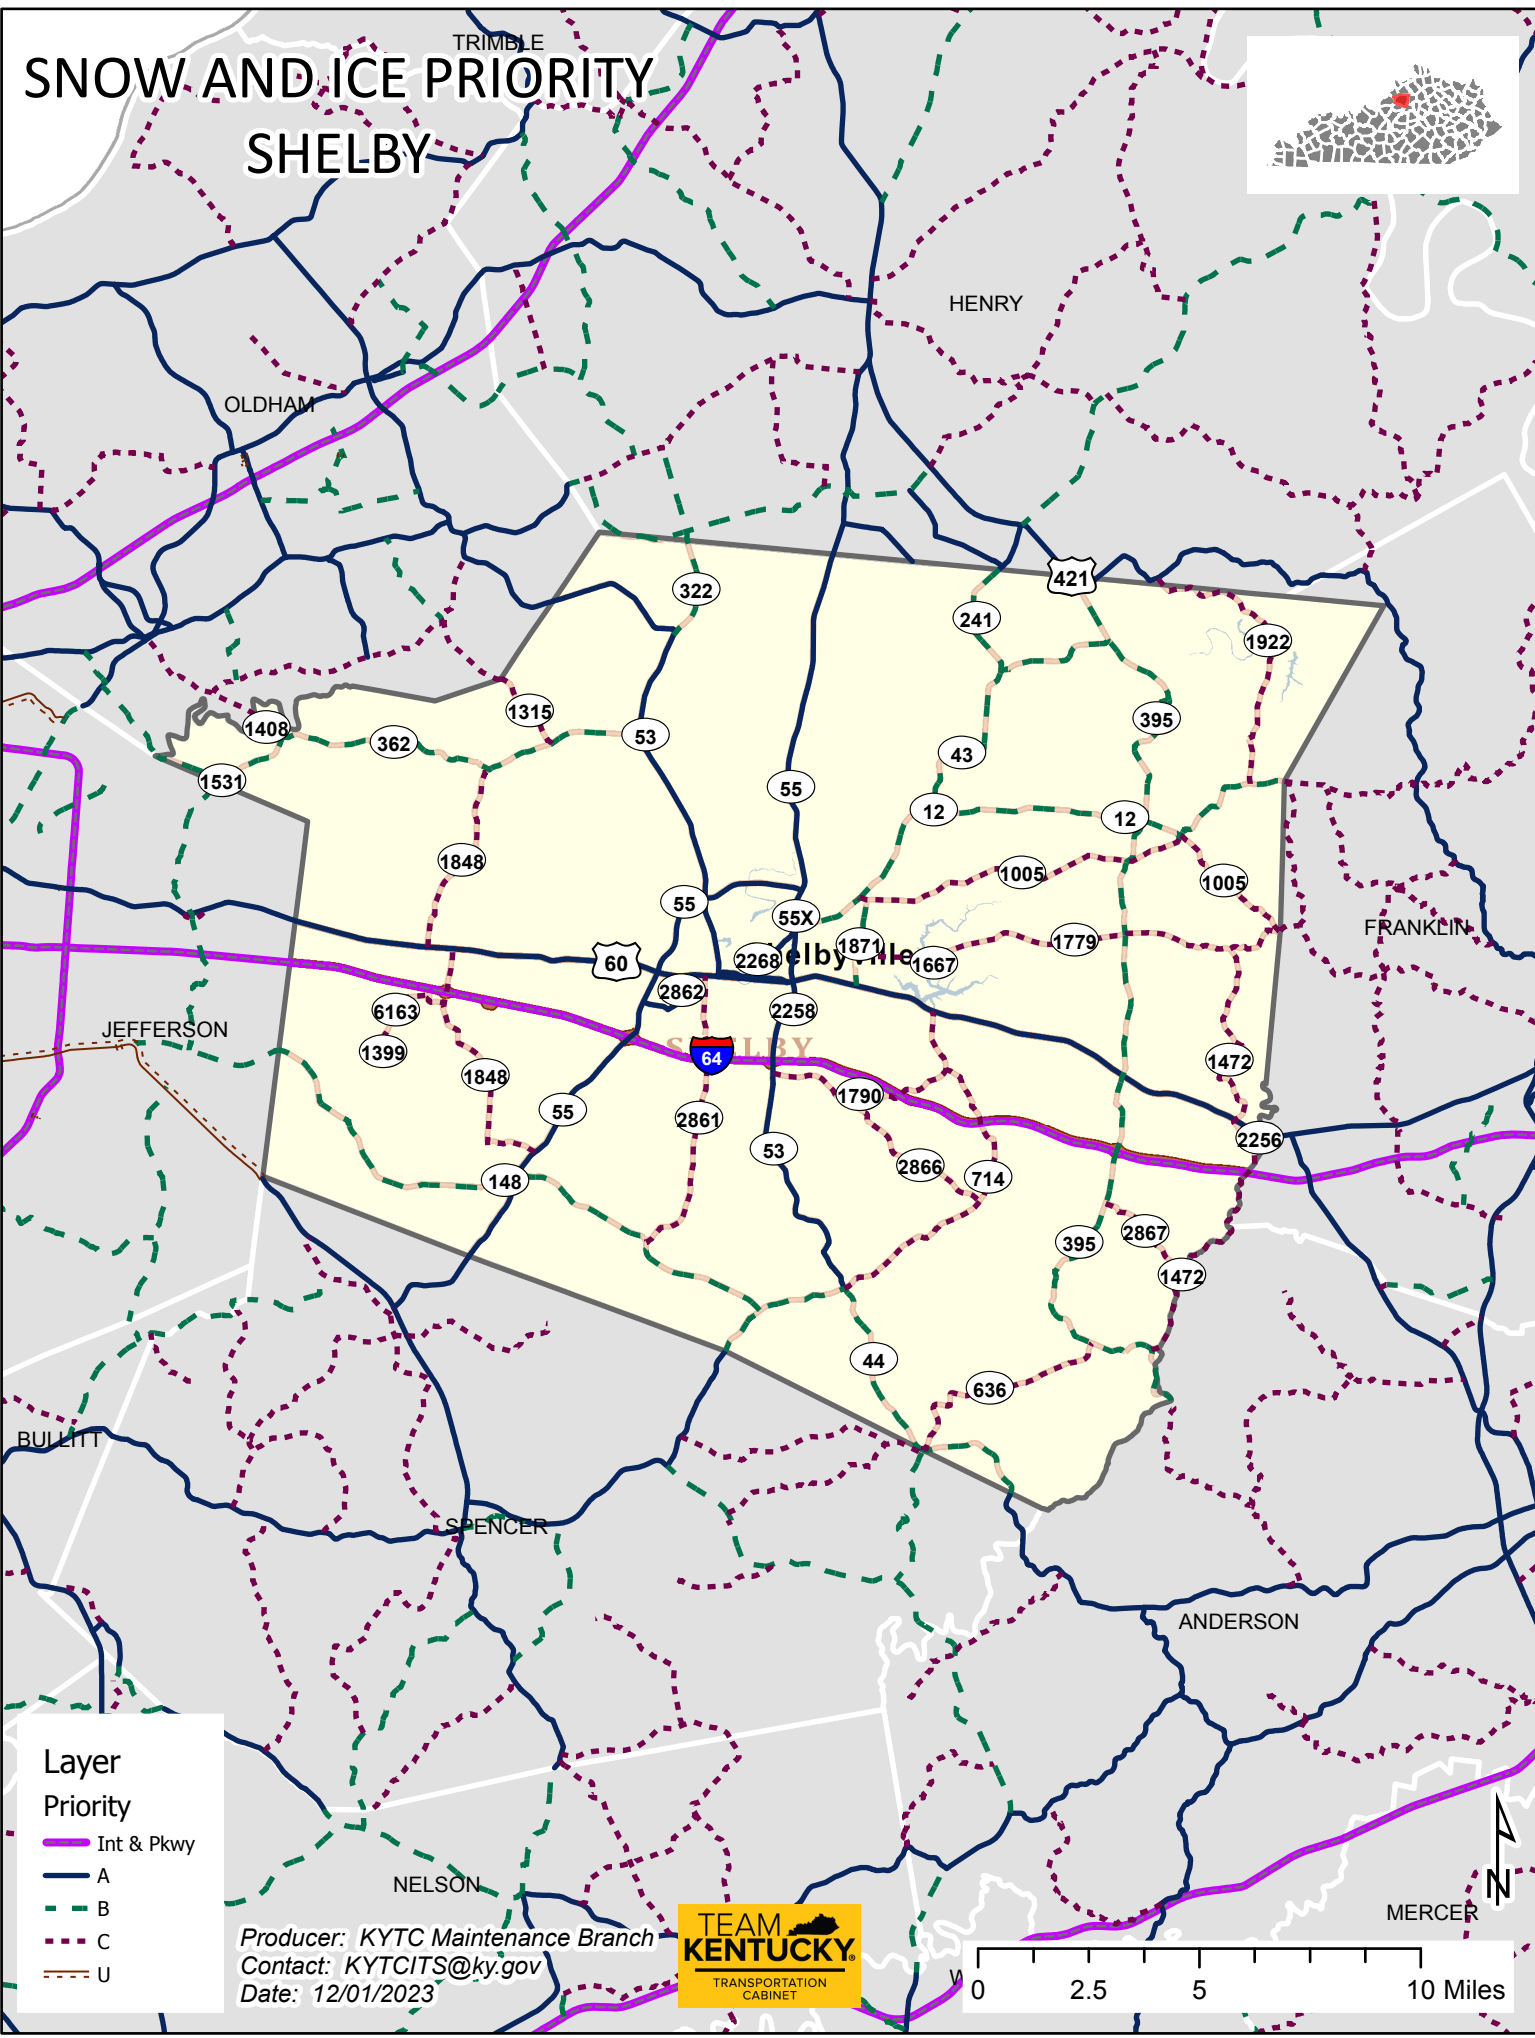 TRIMBLE
SNOW AND ICE PRIORITY
SHELBY
HENRY
OLDHAM
421
322
241
1922
1315
395
1408
362
53
43
1531
55
12
12
1848
1005
1005
55
55X
FRANKLIN
1871
1779
2268
elbyville
1667
60
2862
6163
2258
JEFFERSON
SHELBY
1399
64
1472
1848
1790
55
2861
2256
53
2866
714
148
2867
395
1472
44
636
BULLITT
SPENCER
ANDERSON
Layer
Priority
Int & Pkwy
A
B
C
U
NELSON
MERCER
N
Producer: KYTC Maintenance Branch
Contact: KYTCITS@ky.gov
Date: 12/01/2023
TEAM
KENTUCKY®
TRANSPORTATION
CABINET
W
0 2.5 5 10 Miles